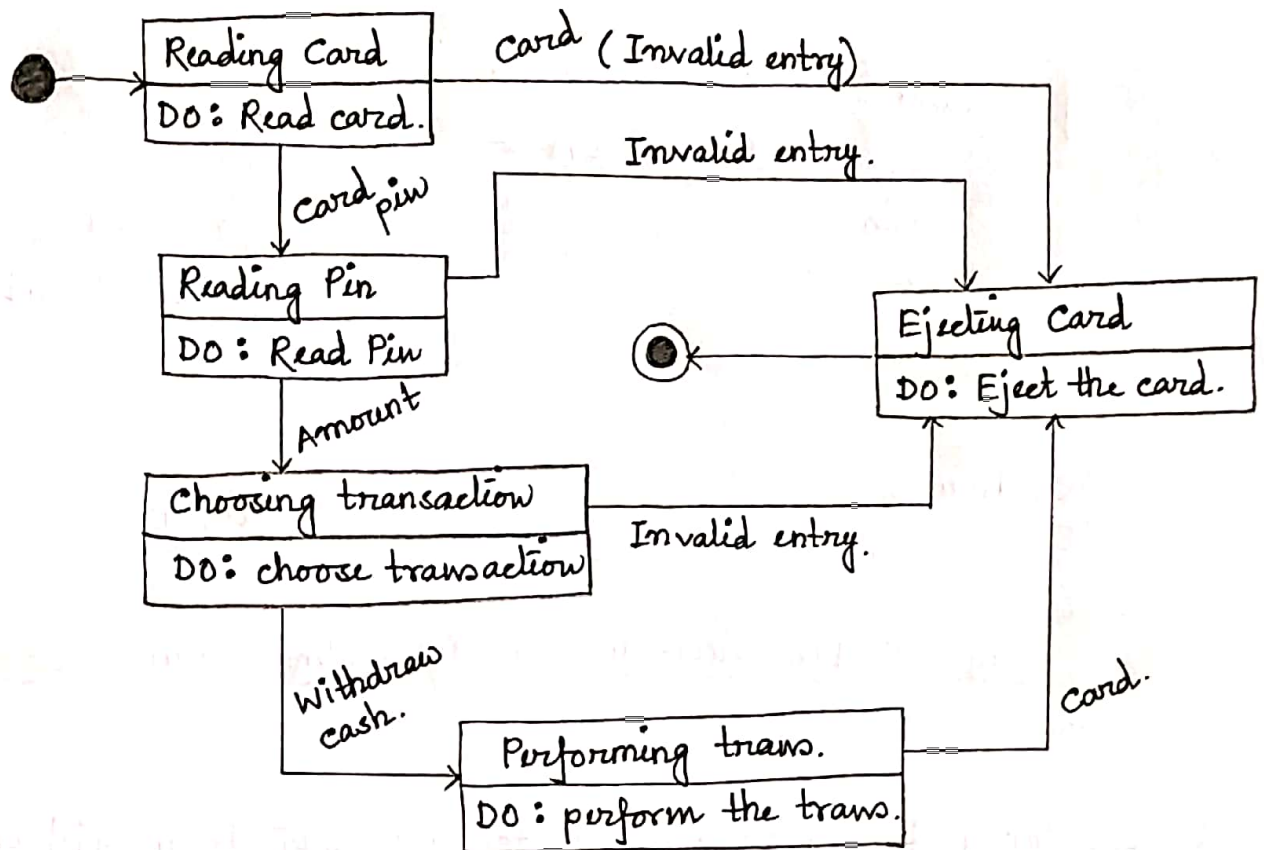 Reading Card
DO: Read card.
Card (Invalid entry)
Invalid entry.
Card pin
Reading Pin
DO: Read Pin
Ejecting Card
DO: Eject the card.
Amount
Choosing transaction
DO: choose transaction
Invalid entry.
Withdraw
cash.
Card.
Performing trans.
DO: perform the trans.